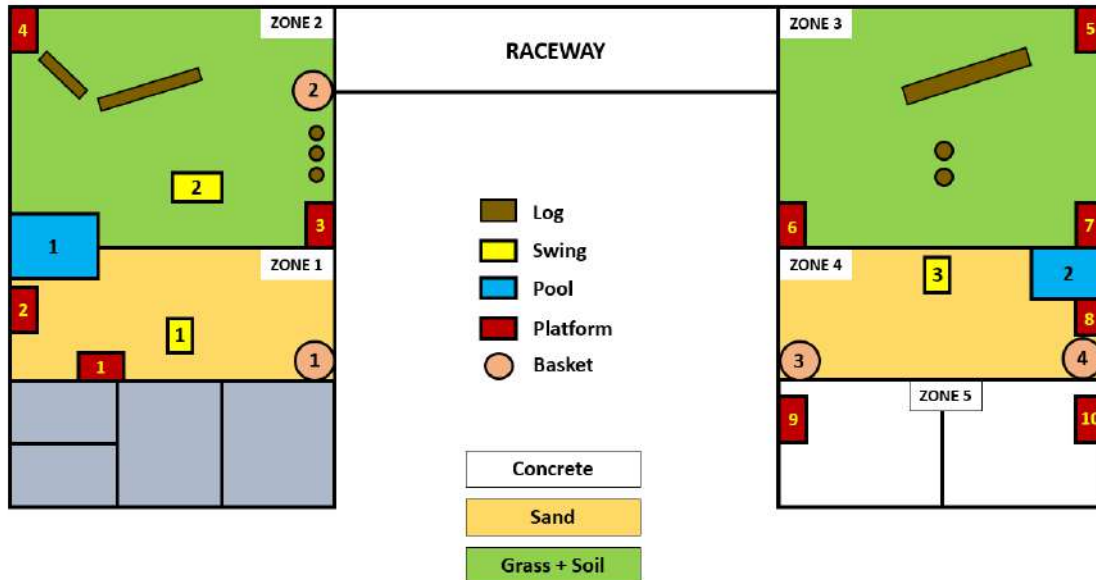 4
ZONE 2
2
2
3
1
ZONE 1
2
1
1
1
RACEWAY
Log
Swing
Pool
Platform
Basket
Concrete
Sand
Grass + Soil
ZONE 3
5
6
7
ZONE 4
3
2
8
3
4
ZONE 5
9
10